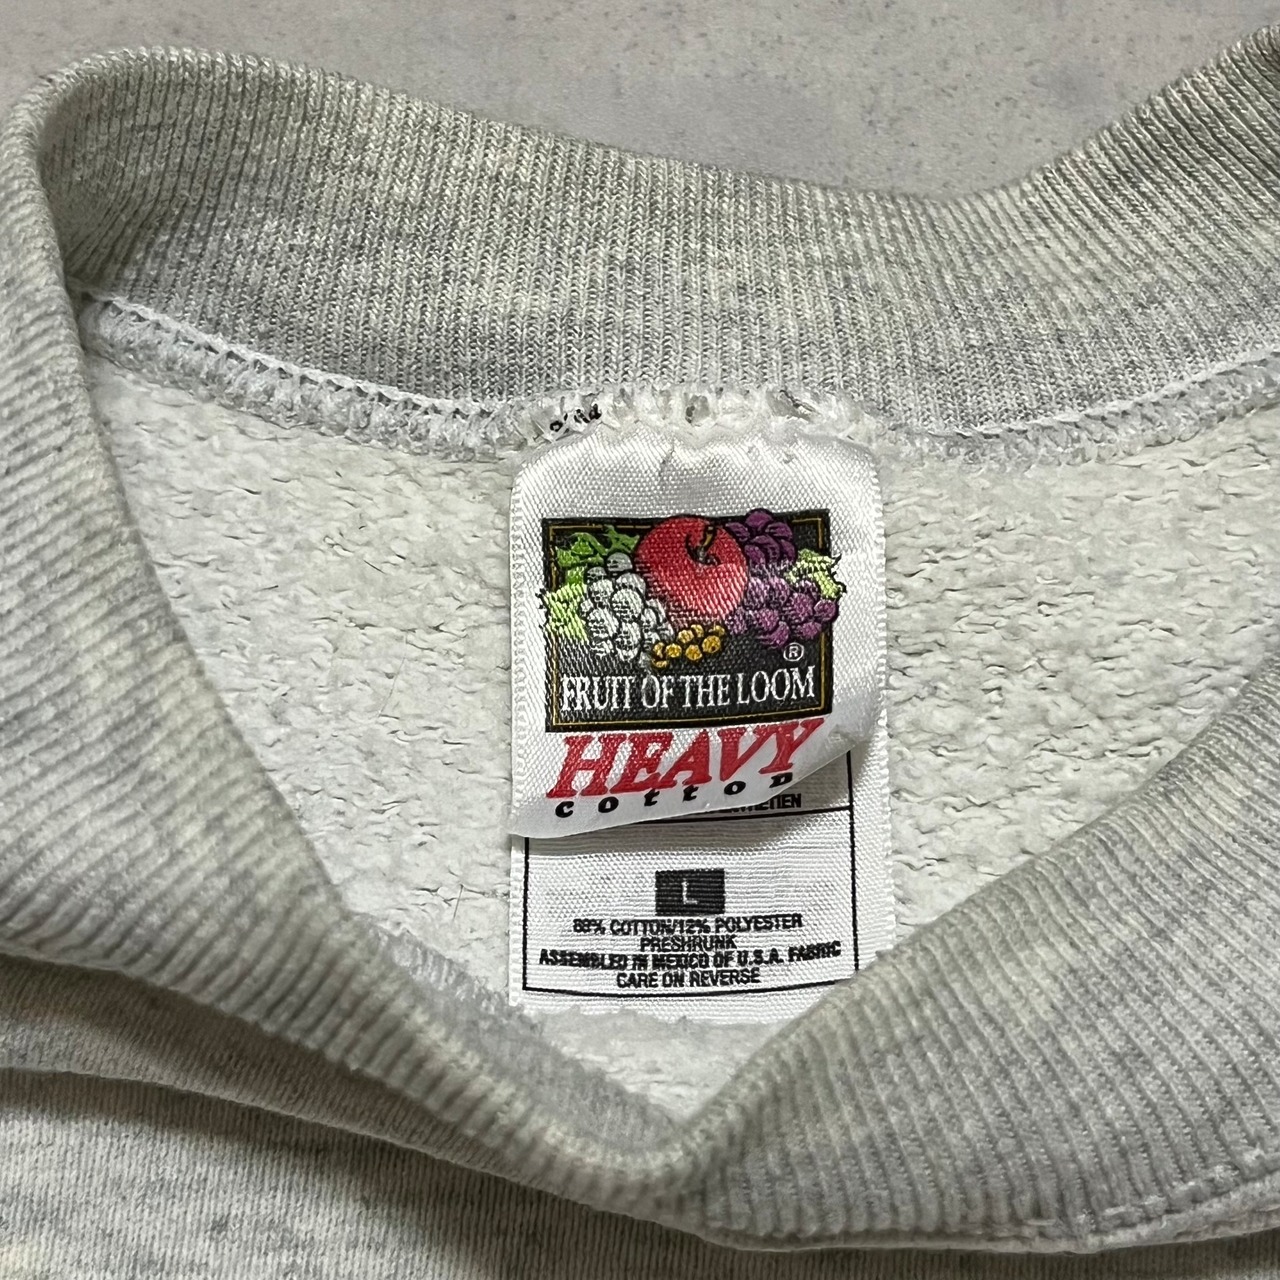 ®
FRUIT OF THE LOOM
HEAVY
cotton
L
88% COTTON/12% POLYESTER
PRESHRUNK
ASSEMBLED IN MEXICO OF U.S.A. FABRIC
CARE ON REVERSE